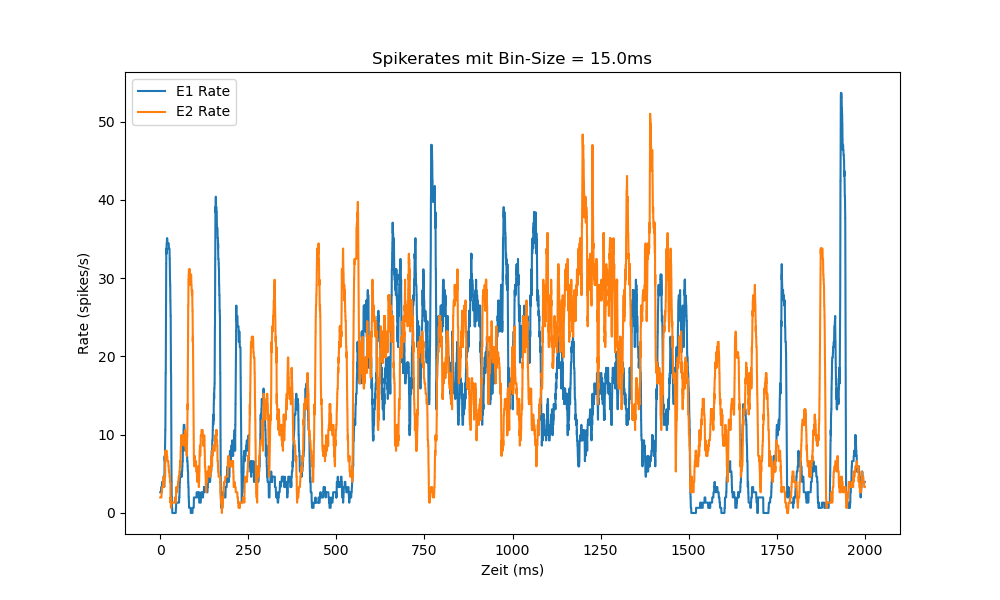 Spikerates mit Bin-Size = 15.0ms
E1 Rate
E2 Rate
50
40
30
20
10
0
Rate (spikes/s)
0 250 500 750 1000 1250 1500 1750 2000
Zeit (ms)